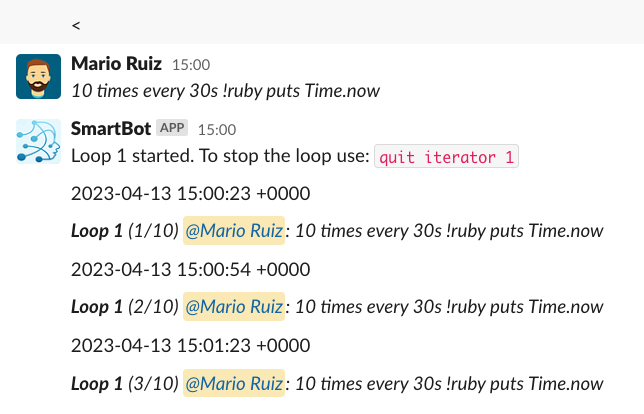 <
Mario Ruiz 15:00
10 times every 30s !ruby puts Time.now
SmartBot APP 15:00
Loop 1 started. To stop the loop use: quit iterator 1
2023-04-13 15:00:23 +0000
Loop 1 (1/10) @Mario Ruiz: 10 times every 30s !ruby puts Time.now
2023-04-13 15:00:54 +0000
Loop 1 (2/10) @Mario Ruiz: 10 times every 30s !ruby puts Time.now
2023-04-13 15:01:23 +0000
Loop 1 (3/10) @Mario Ruiz: 10 times every 30s !ruby puts Time.now